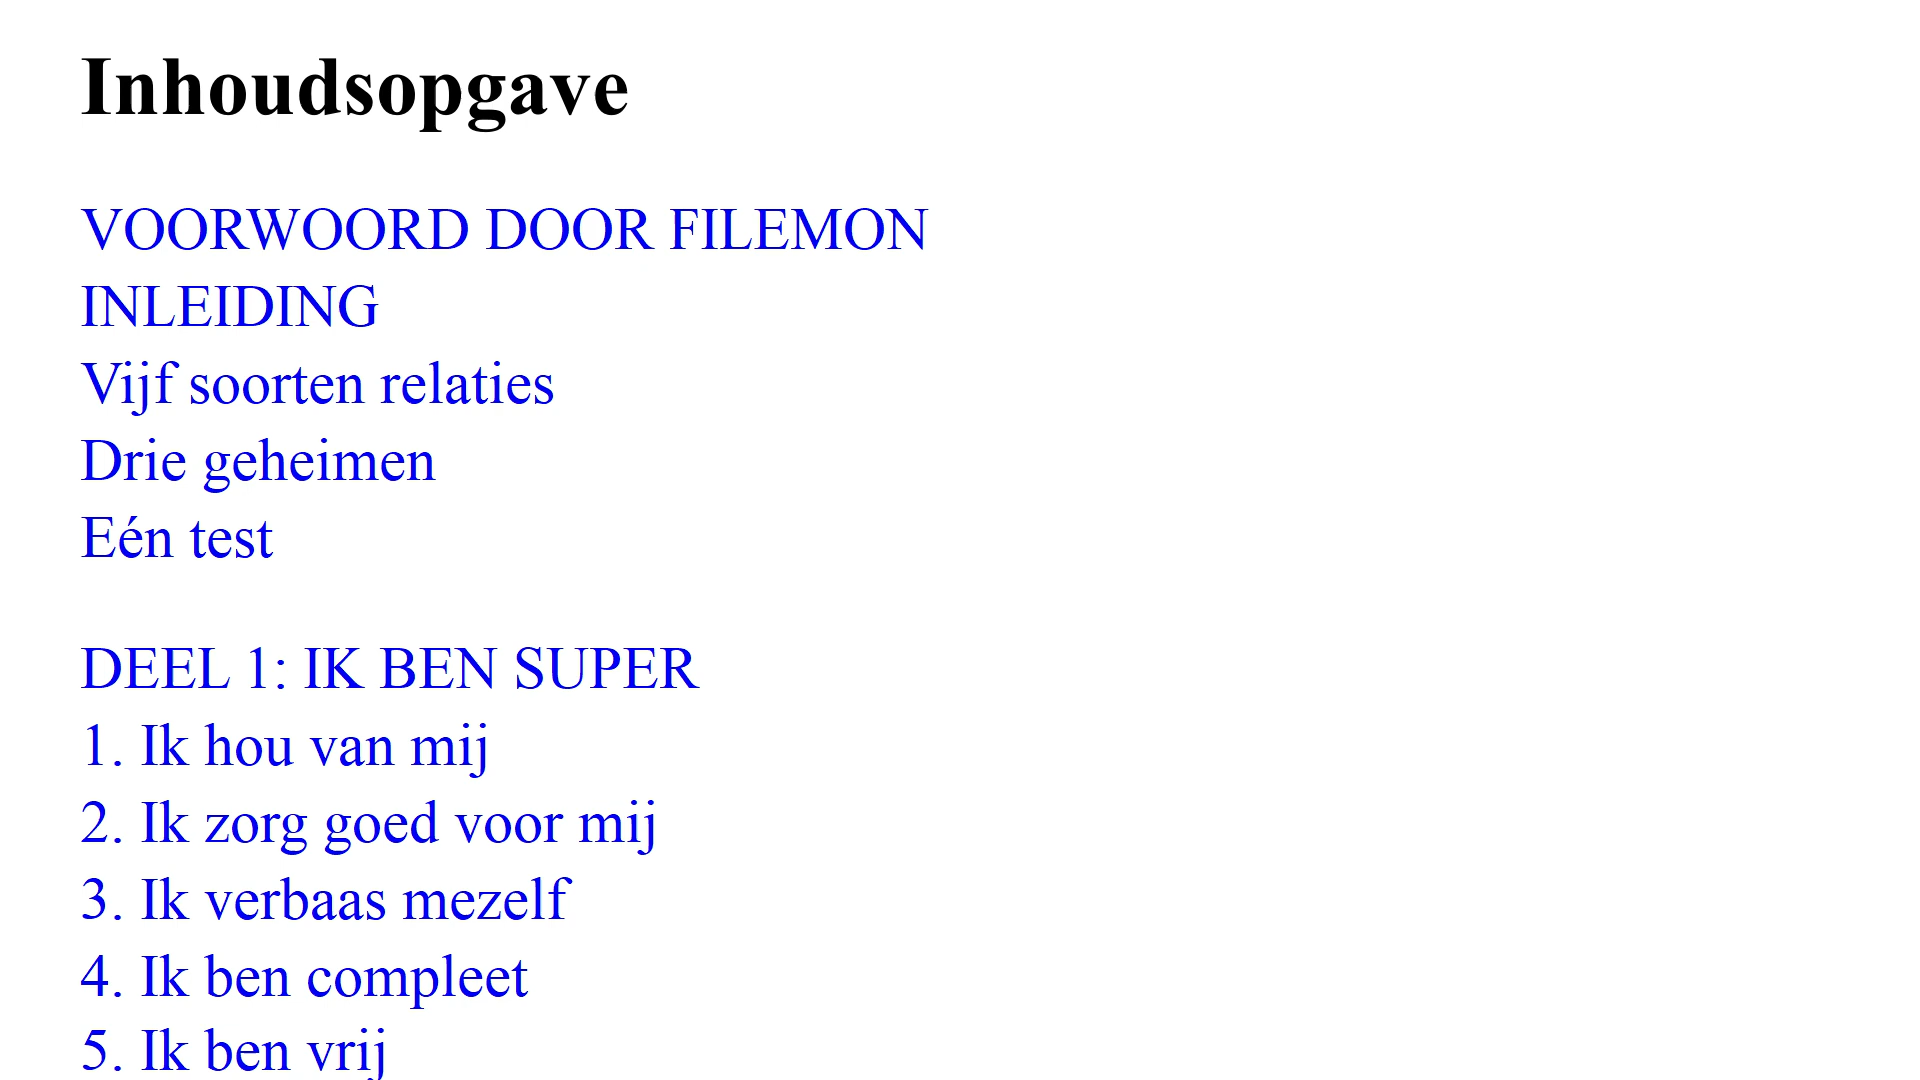 Inhoudsopgave
VOORWOORD DOOR FILEMON
INLEIDING
Vijf soorten relaties
Drie geheimen
Eén test
DEEL 1: IK BEN SUPER
1. Ik hou van mij
2. Ik zorg goed voor mij
3. Ik verbaas mezelf
4. Ik ben compleet
5. Ik ben vrij